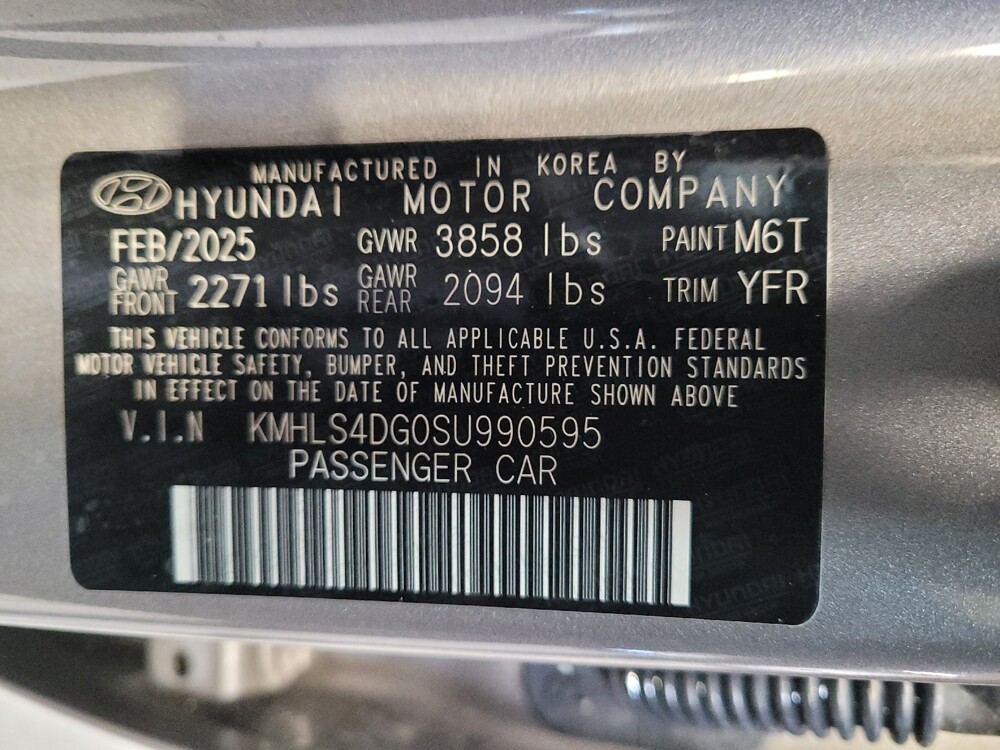 MANUFACTURED IN KOREA BY
HYUNDAI MOTOR COMPANY
FEB/2025 GVWR 3858 lbs PAINT M6T
GAWR FRONT 2271 lbs GAWR REAR 2094 lbs TRIM YFR
THIS VEHICLE CONFORMS TO ALL APPLICABLE U.S.A. FEDERAL
MOTOR VEHICLE SAFETY, BUMPER, AND THEFT PREVENTION STANDARDS
IN EFFECT ON THE DATE OF MANUFACTURE SHOWN ABOVE
V.I.N KMHLS4DG0SU990595
PASSENGER CAR